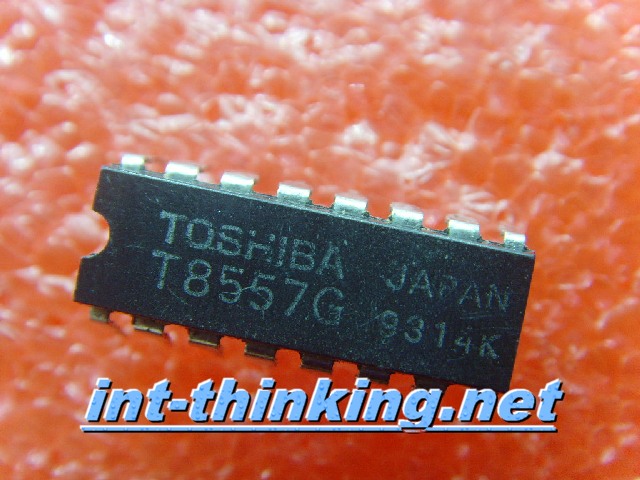 TOSHIBA JAPAN
T8557G 9314K
int-thinking.net